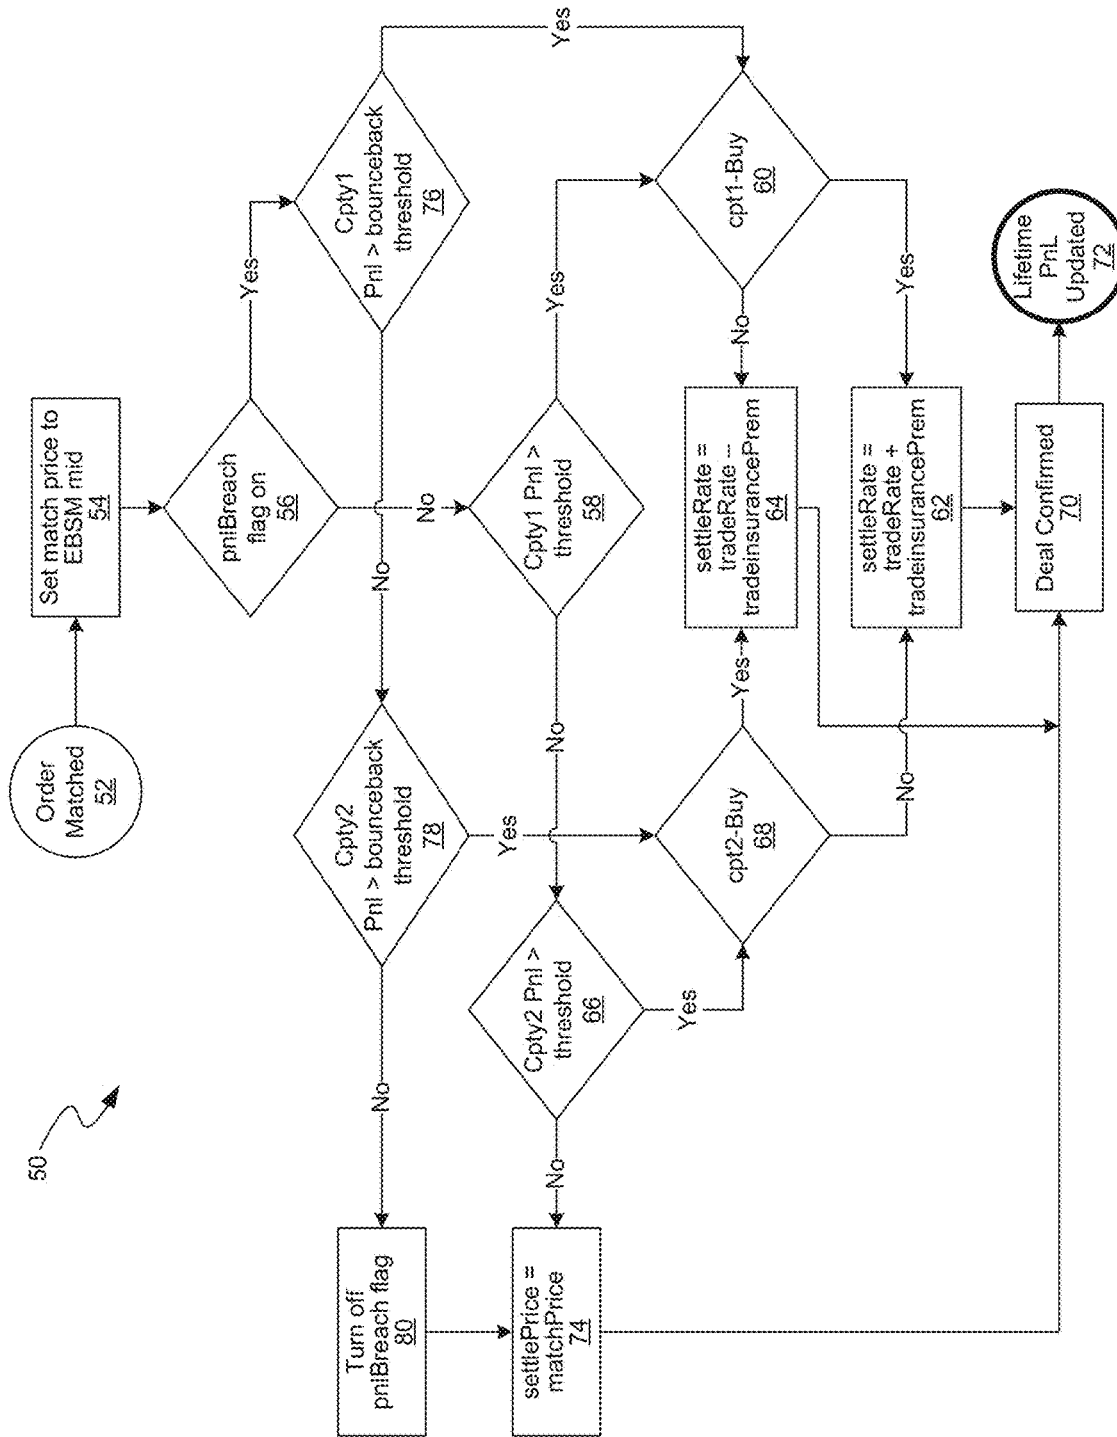 50
Order
Matched
52
Set match price to
EBSM mid
54
pnlBreach
flag on
56
Yes
No
Cpty1
Pnl > bounceback
threshold
76
Yes
No
Cpty2
Pnl > bounceback
threshold
78
Yes
No
Turn off
pnlBreach flag
80
Cpty1 Pnl >
threshold
58
Yes
No
Cpty2 Pnl >
threshold
66
Yes
No
settlePrice =
matchPrice
74
cpt1-Buy
60
No
Yes
cpt2-Buy
68
Yes
No
settleRate =
tradeRate –
tradeinsurancePrem
64
settleRate =
tradeRate +
tradeinsurancePrem
62
Deal Confirmed
70
Lifetime
PnL
Updated
72